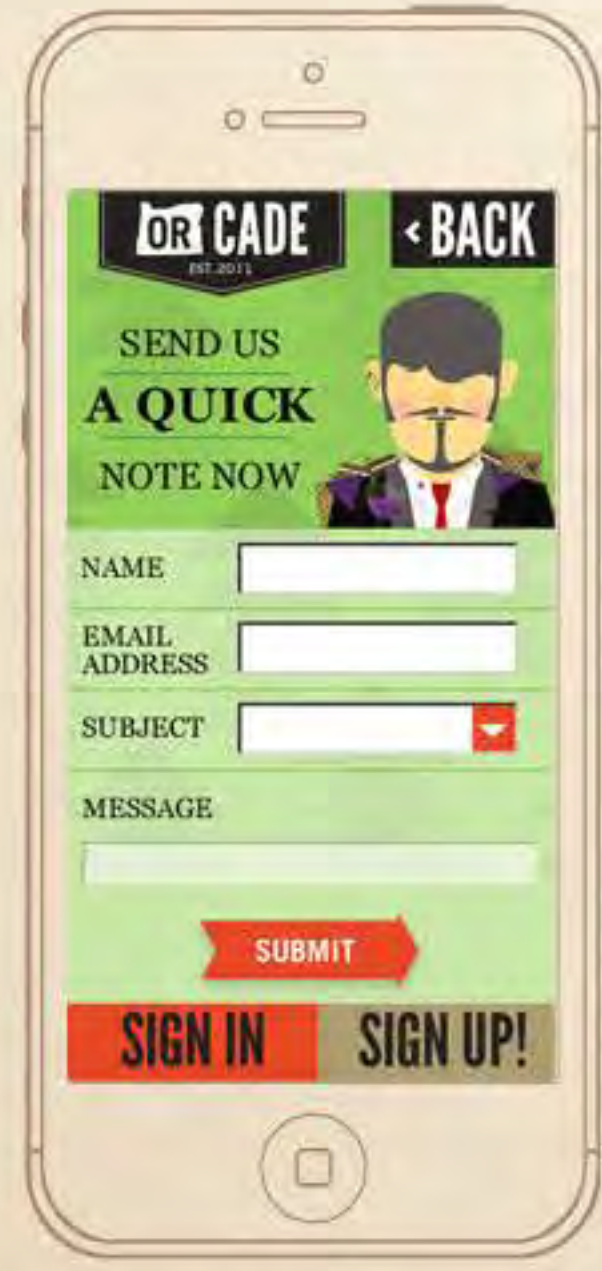 OR CADE
EST. 2011
< BACK
SEND US
A QUICK
NOTE NOW
NAME
EMAIL
ADDRESS
SUBJECT
MESSAGE
SUBMIT
SIGN IN
SIGN UP!